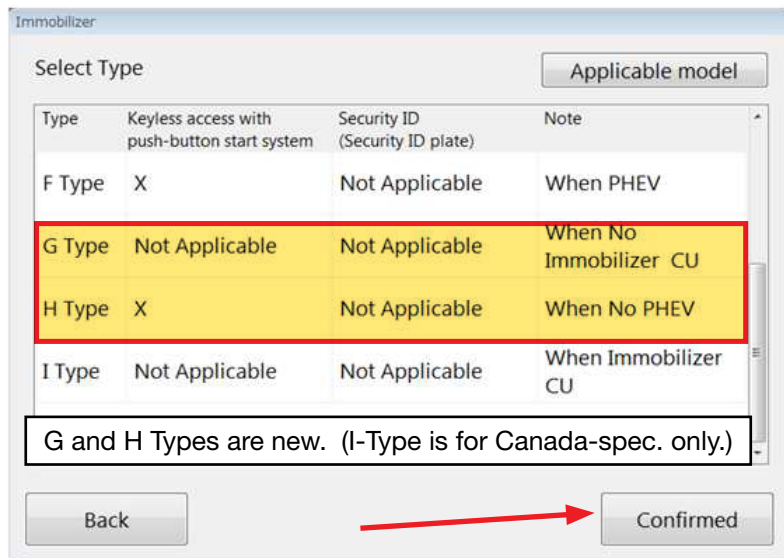 Immobilizer
Select Type
Applicable model
Type Keyless access with push-button start system Security ID (Security ID plate) Note
F Type X Not Applicable When PHEV
G Type Not Applicable Not Applicable When No Immobilizer CU
H Type X Not Applicable When No PHEV
I Type Not Applicable Not Applicable When Immobilizer CU
G and H Types are new. (I-Type is for Canada-spec. only.)
Back
Confirmed